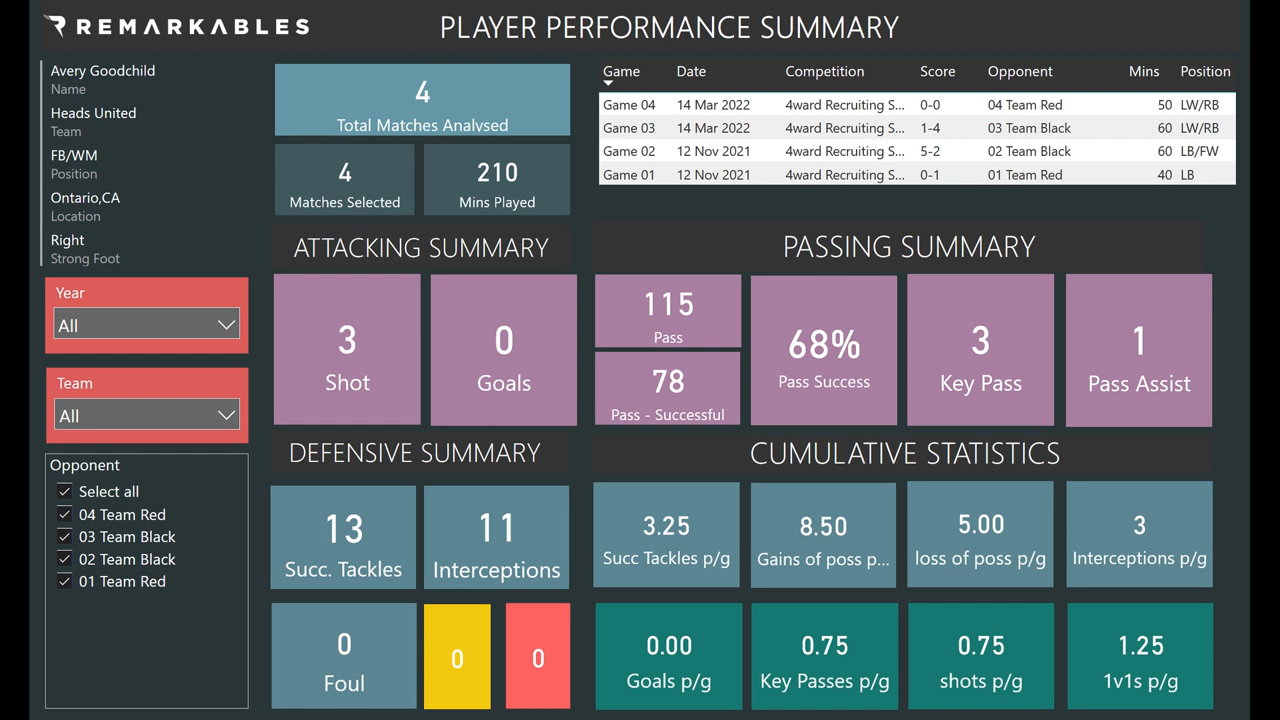 REMARKABLES
PLAYER PERFORMANCE SUMMARY
Avery Goodchild
Name
Heads United
Team
FB/WM
Position
Ontario,CA
Location
Right
Strong Foot
Year
All
Team
All
Opponent
Select all
04 Team Red
03 Team Black
02 Team Black
01 Team Red
4
Total Matches Analysed
4
Matches Selected
210
Mins Played
Game Date Competition Score Opponent Mins Position
Game 04 14 Mar 2022 4ward Recruiting S... 0-0 04 Team Red 50 LW/RB
Game 03 14 Mar 2022 4ward Recruiting S... 1-4 03 Team Black 60 LW/RB
Game 02 12 Nov 2021 4ward Recruiting S... 5-2 02 Team Black 60 LB/FW
Game 01 12 Nov 2021 4ward Recruiting S... 0-1 01 Team Red 40 LB
ATTACKING SUMMARY
3
Shot
0
Goals
PASSING SUMMARY
115
Pass
78
Pass - Successful
68%
Pass Success
3
Key Pass
1
Pass Assist
DEFENSIVE SUMMARY
13
Succ. Tackles
11
Interceptions
0
Foul
0
0
CUMULATIVE STATISTICS
3.25
Succ Tackles p/g
8.50
Gains of poss p...
5.00
loss of poss p/g
3
Interceptions p/g
0.00
Goals p/g
0.75
Key Passes p/g
0.75
shots p/g
1.25
1v1s p/g